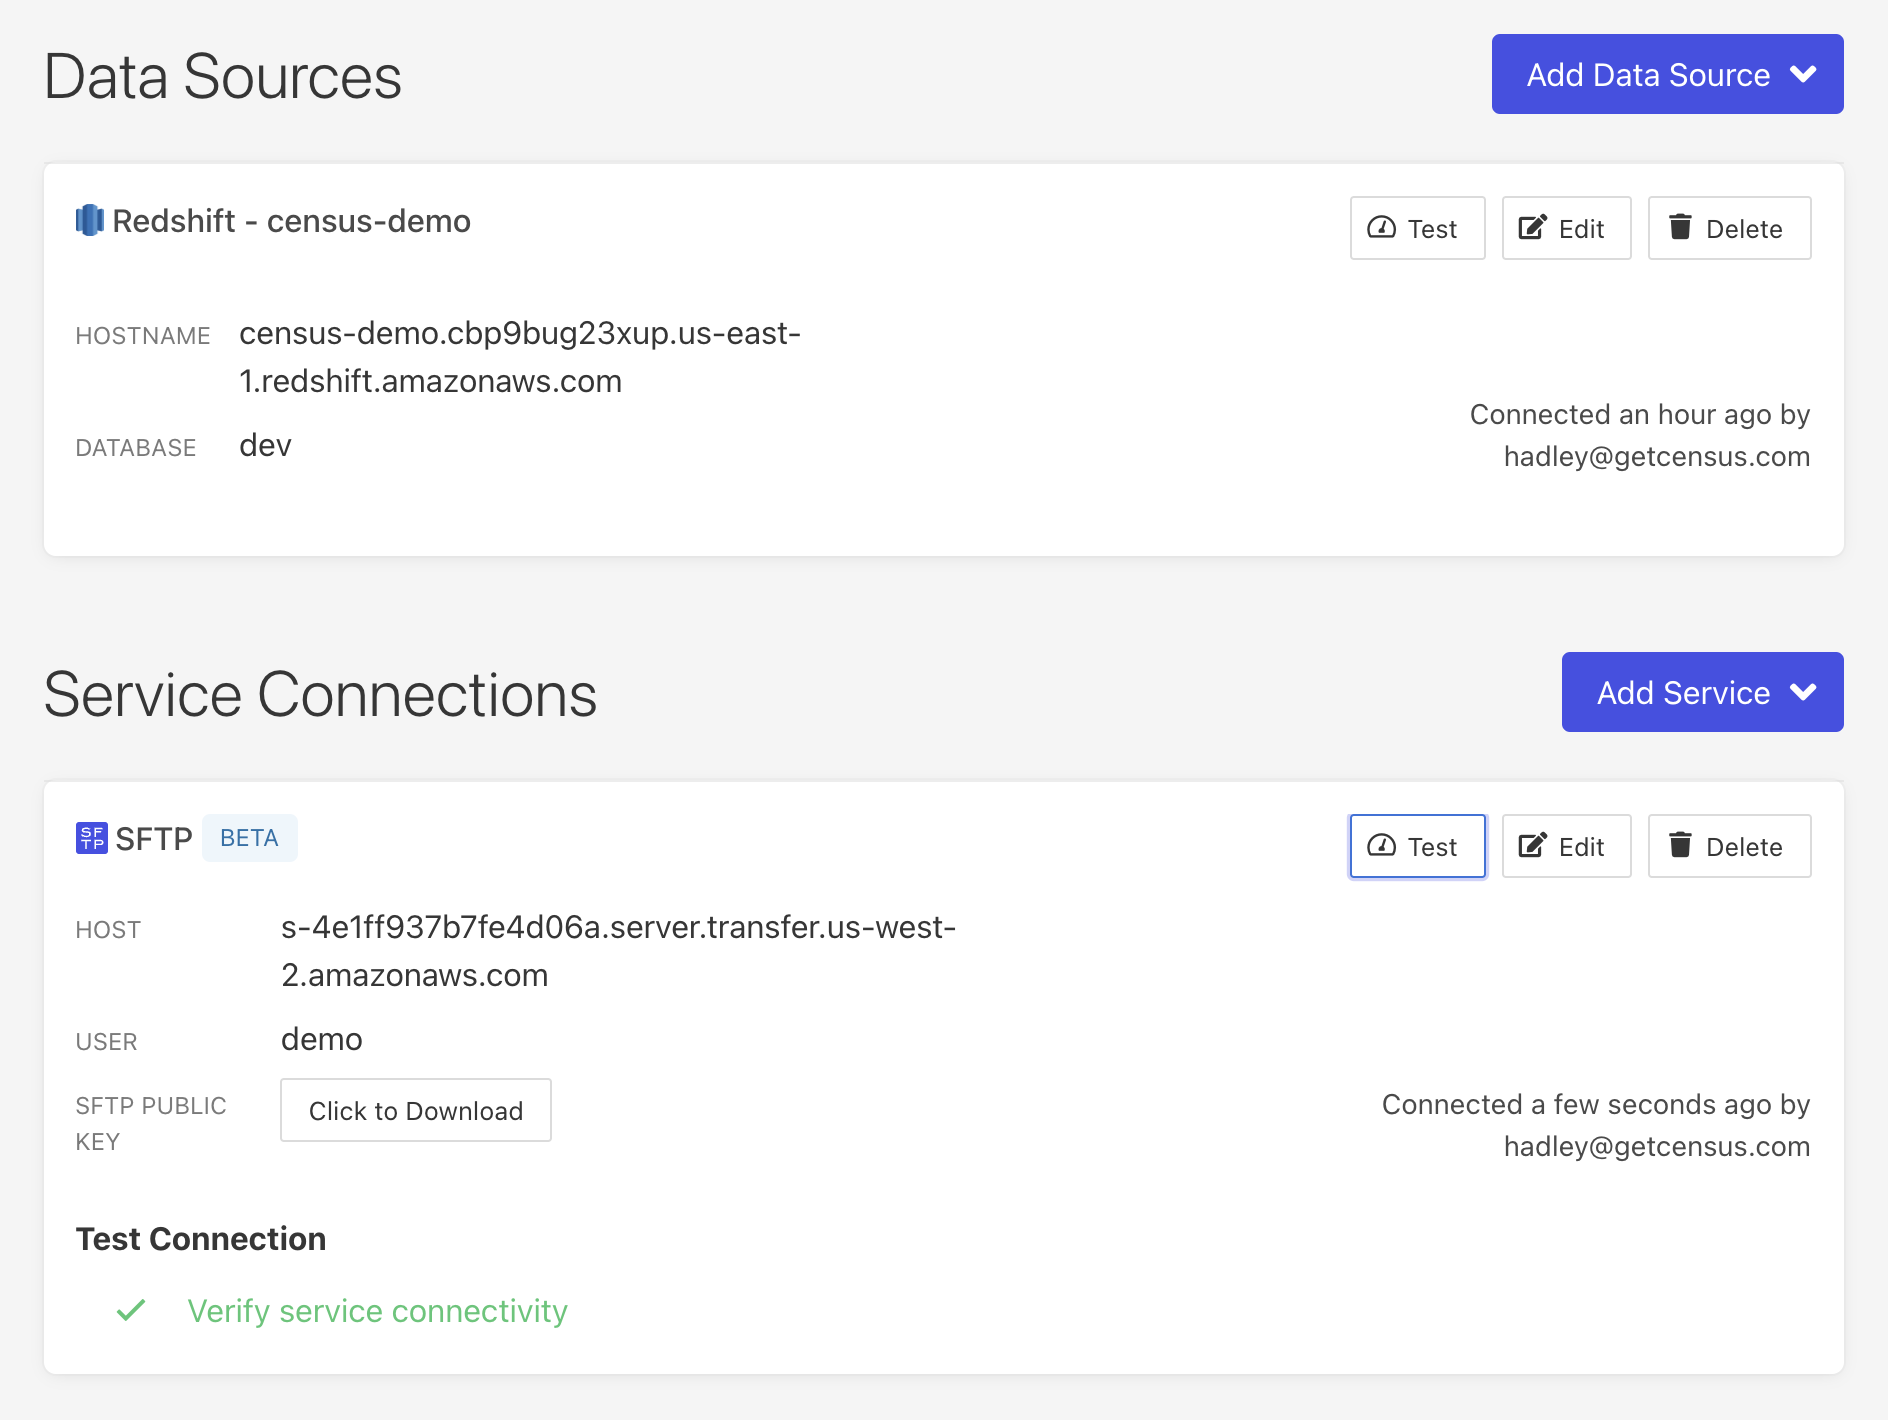 Data Sources
Add Data Source
Redshift - census-demo
Test
Edit
Delete
HOSTNAME
census-demo.cbp9bug23xup.us-east-
1.redshift.amazonaws.com
DATABASE
dev
Connected an hour ago by
hadley@getcensus.com
Service Connections
Add Service
SF
TP
SFTP
BETA
Test
Edit
Delete
HOST
s-4e1ff937b7fe4d06a.server.transfer.us-west-
2.amazonaws.com
USER
demo
SFTP PUBLIC
KEY
Click to Download
Connected a few seconds ago by
hadley@getcensus.com
Test Connection
Verify service connectivity